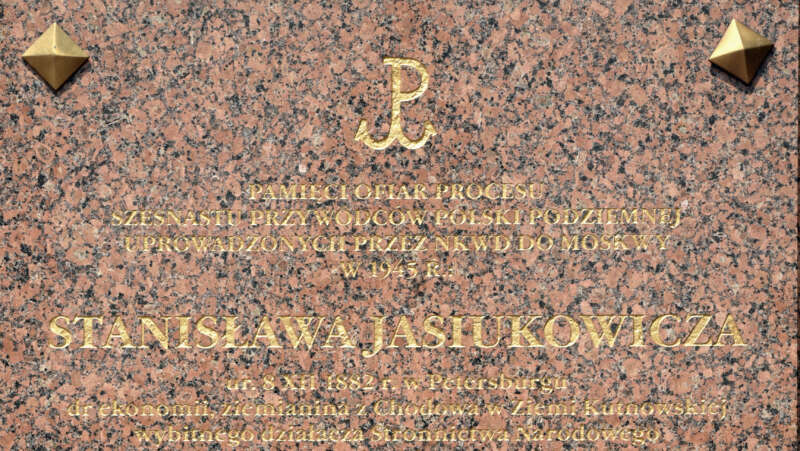 PAMIĘCI OFIAR PROCESU
SZESNASTU PRZYWÓDCÓW POLSKI PODZIEMNEJ
UPROWADZONYCH PRZEZ NKWD DO MOSKWY
W 1945 R.:
STANISŁAWA JASIUKOWICZA
ur. 8 XII 1882 r. w Petersburgu
dr ekonomii, ziemianina z Chodowa w Ziemi Kutnowskiej
wybitnego działacza Stronnictwa Narodowego